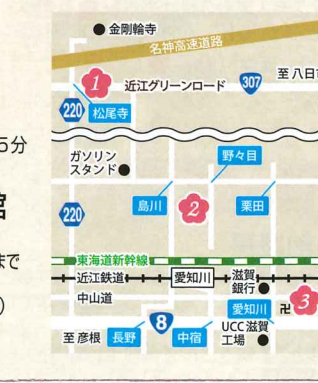 金剛輪寺
名神高速道路
1
近江グリーンロード
307
至八日
220
松尾寺
5分
ガソリン
スタンド
野々目
島川
2
栗田
館
220
東海道新幹線
まで
近江鉄道
愛知川
滋賀
銀行
中山道
3
)
愛知川
卍
至彦根
長野
8
中宿
UCC滋賀
工場